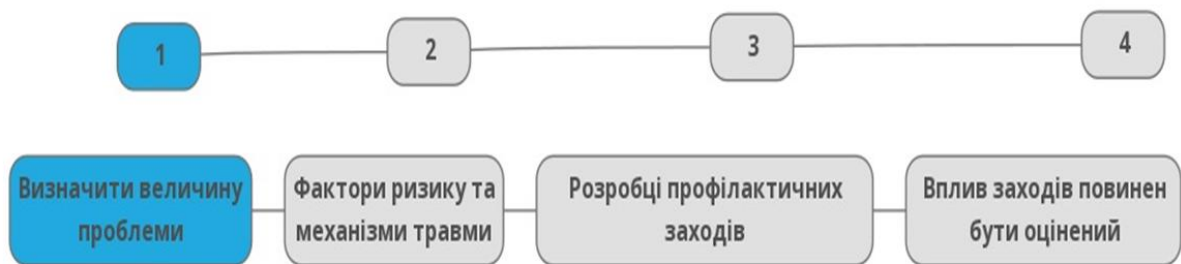 1
2
3
4
Визначити величину
проблеми
Фактори ризику та
механізми травми
Розробці профілактичних
заходів
Вплив заходів повинен
бути оцінений